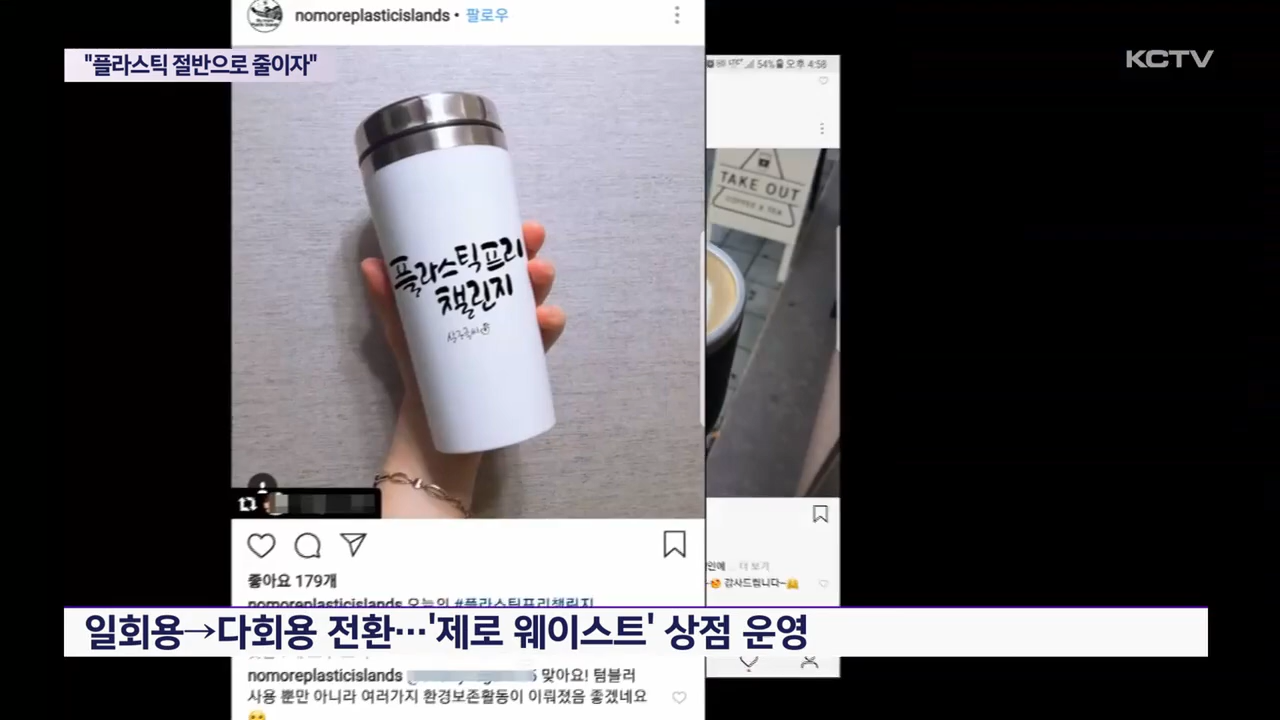 nomoreplasticislands • 팔로우
"플라스틱 절반으로 줄이자"
KCTV
54% 오후 4:58
TAKE OUT
COFFEE & TEA
플라스틱프리
챌린지
좋아요 179개
nomoreplasticislands 오늘의 #플라스틱프리챌린지
더 보기
감사드립니다~
일회용→다회용 전환…'제로 웨이스트' 상점 운영
nomoreplasticislands 맞아요! 텀블러
사용 뿐만 아니라 여러가지 환경보존활동이 이뤄졌음 좋겠네요